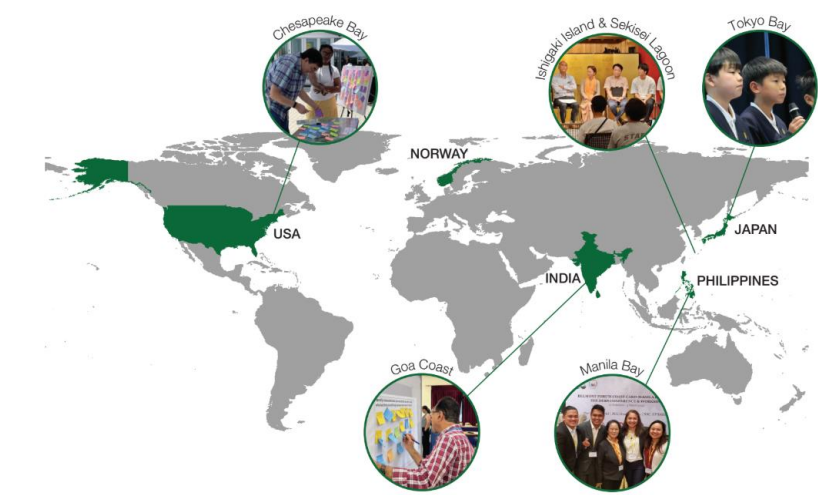 Chesapeake Bay
Ishigaki Island & Sekisei Lagoon
Tokyo Bay
NORWAY
USA
JAPAN
INDIA
PHILIPPINES
Goa Coast
Manila Bay